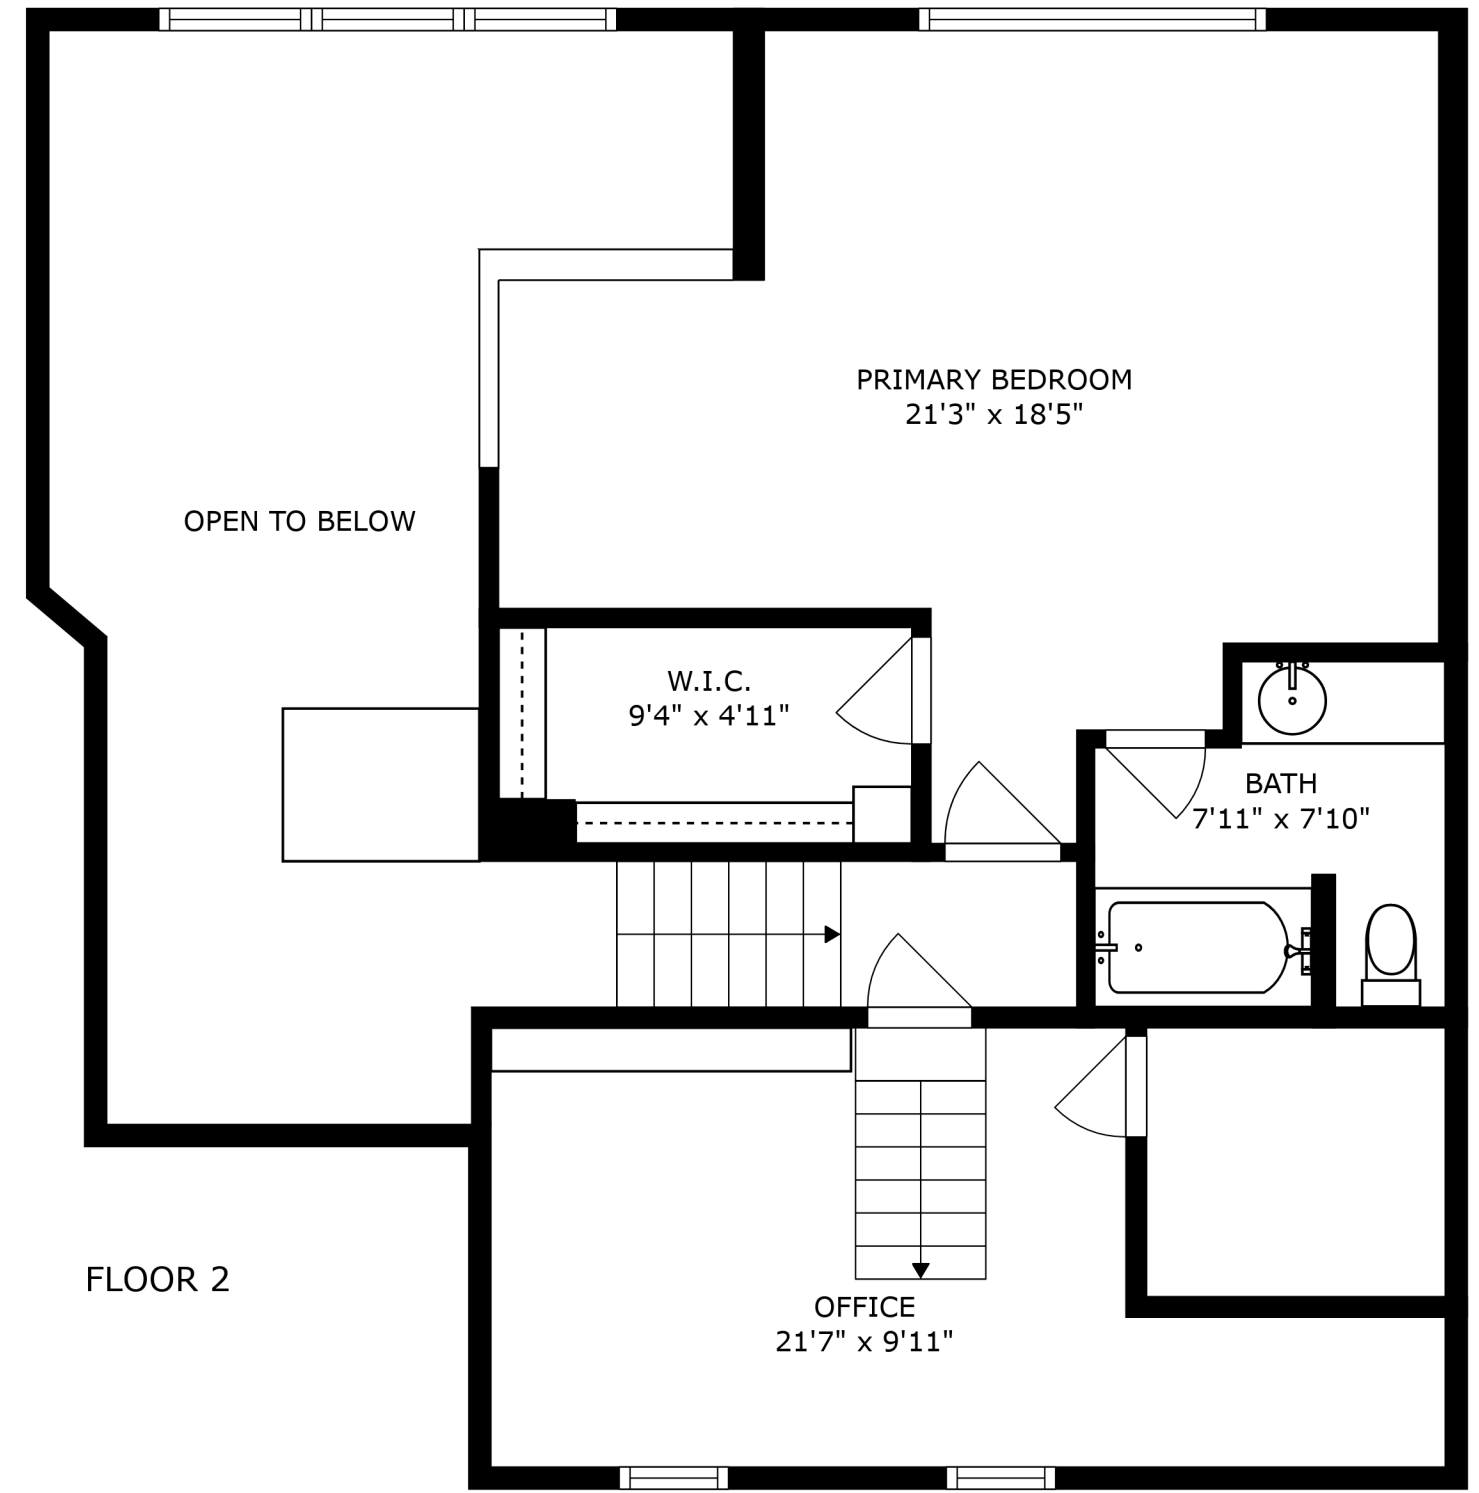 PRIMARY BEDROOM
21'3" x 18'5"
OPEN TO BELOW
W.I.C.
9'4" x 4'11"
BATH
7'11" x 7'10"
FLOOR 2
OFFICE
21'7" x 9'11"